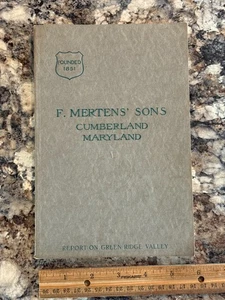 FOUNDED
1851
F. MERTENS' SONS
CUMBERLAND
MARYLAND
REPORT ON GREEN RIDGE VALLEY